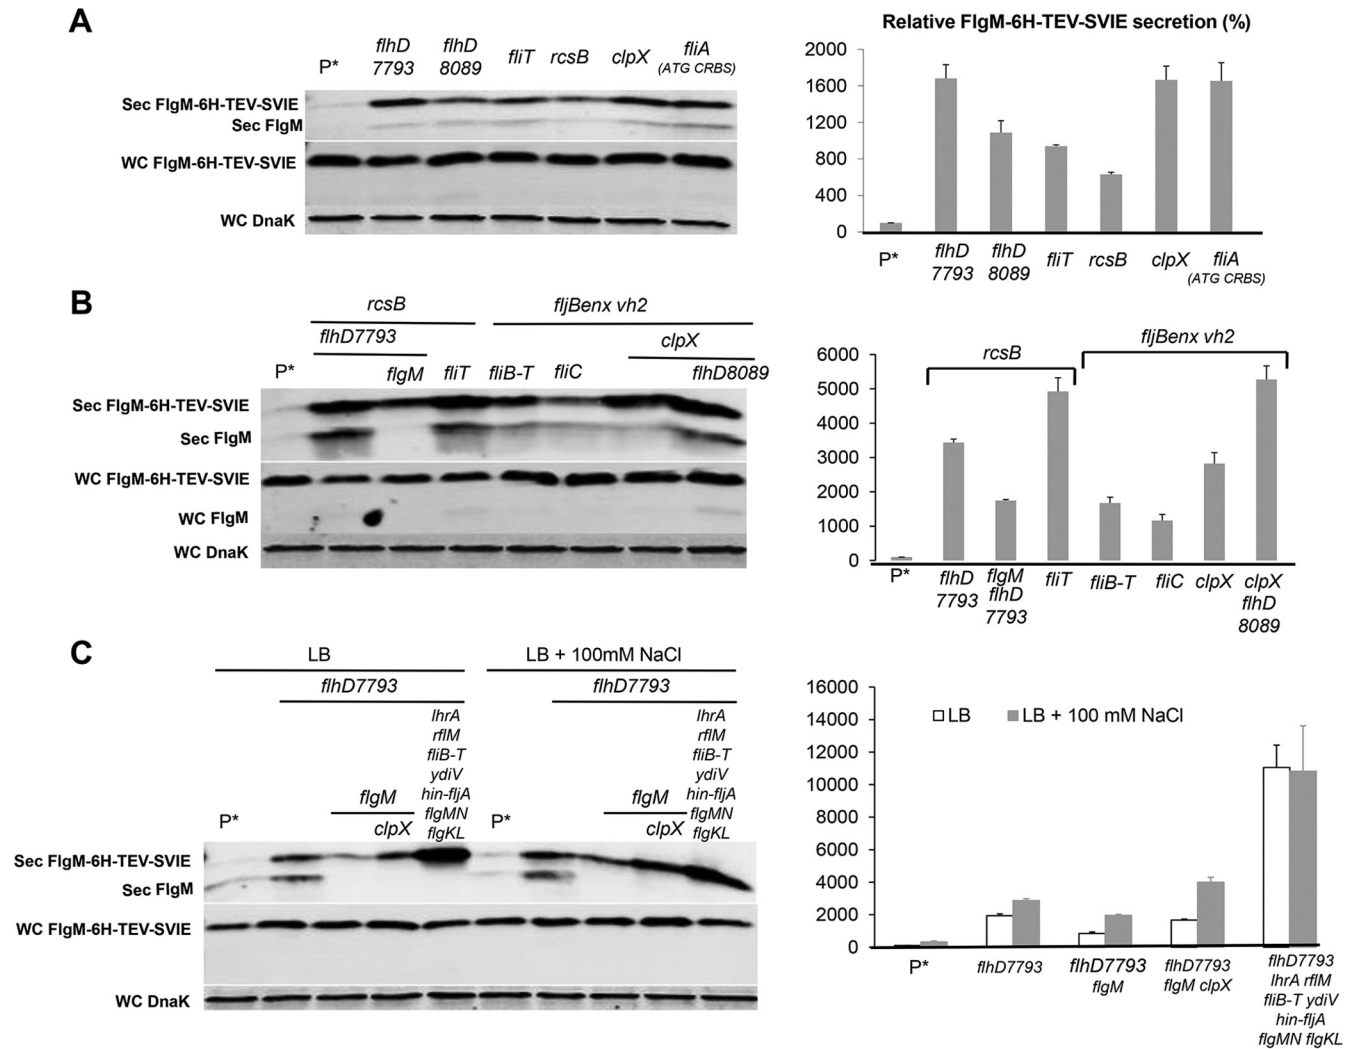 A
P*
flhD
7793
flhD
8089
fliT
rcsB
clpX
fliA
(ATG CRBS)
Sec FlgM-6H-TEV-SVIE
Sec FlgM
WC FlgM-6H-TEV-SVIE
WC DnaK
Relative FlgM-6H-TEV-SVIE secretion (%)
2000
1600
1200
800
400
0
P*
flhD
7793
flhD
8089
fliT
rcsB
clpX
fliA
(ATG CRBS)
B
rcsB
fljBenx vh2
flhD7793
clpX
P*
flgM
fliT
fliB-T
fliC
flhD8089
Sec FlgM-6H-TEV-SVIE
Sec FlgM
WC FlgM-6H-TEV-SVIE
WC FlgM
WC DnaK
rcsB
fljBenx vh2
6000
5000
4000
3000
2000
1000
0
P*
flhD
7793
flgM
flhD
7793
fliT
fliB-T
fliC
clpX
clpX
flhD
8089
C
LB
LB + 100mM NaCl
flhD7793
flhD7793
lhrA
rflM
fliB-T
ydiV
hin-fljA
flgMN
flgKL
lhrA
rflM
fliB-T
ydiV
hin-fljA
flgMN
flgKL
flgM
clpX
flgM
clpX
P*
P*
Sec FlgM-6H-TEV-SVIE
Sec FlgM
WC FlgM-6H-TEV-SVIE
WC DnaK
16000
14000
12000
10000
8000
6000
4000
2000
0
LB
LB + 100 mM NaCl
P*
flhD7793
flhD7793
flgM
flhD7793
flgM clpX
flhD7793
lhrA rflM
fliB-T ydiV
hin-fljA
flgMN flgKL